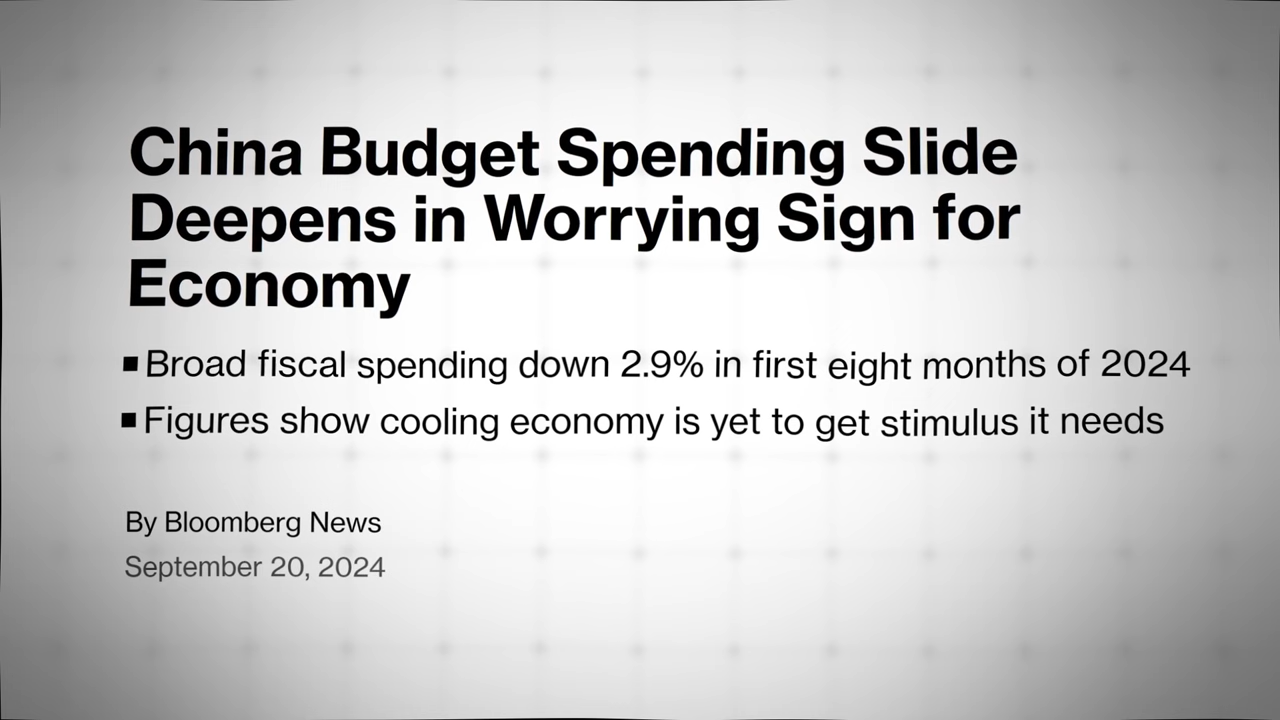 China Budget Spending Slide
Deepens in Worrying Sign for
Economy
■ Broad fiscal spending down 2.9% in first eight months of 2024
■ Figures show cooling economy is yet to get stimulus it needs
By Bloomberg News
September 20, 2024